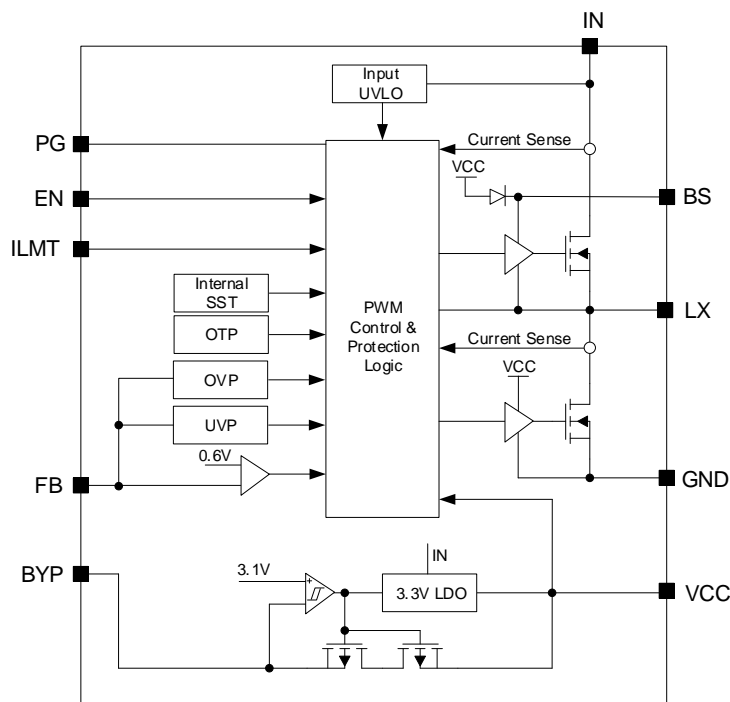 IN
Input
UVLO
PG
Current Sense
VCC
EN
BS
ILMT
Internal
SST
PWM
Control &
Protection
Logic
LX
OTP
Current Sense
OVP
VCC
UVP
0.6V
FB
GND
BYP
3.1V
+
IN
3.3V LDO
VCC